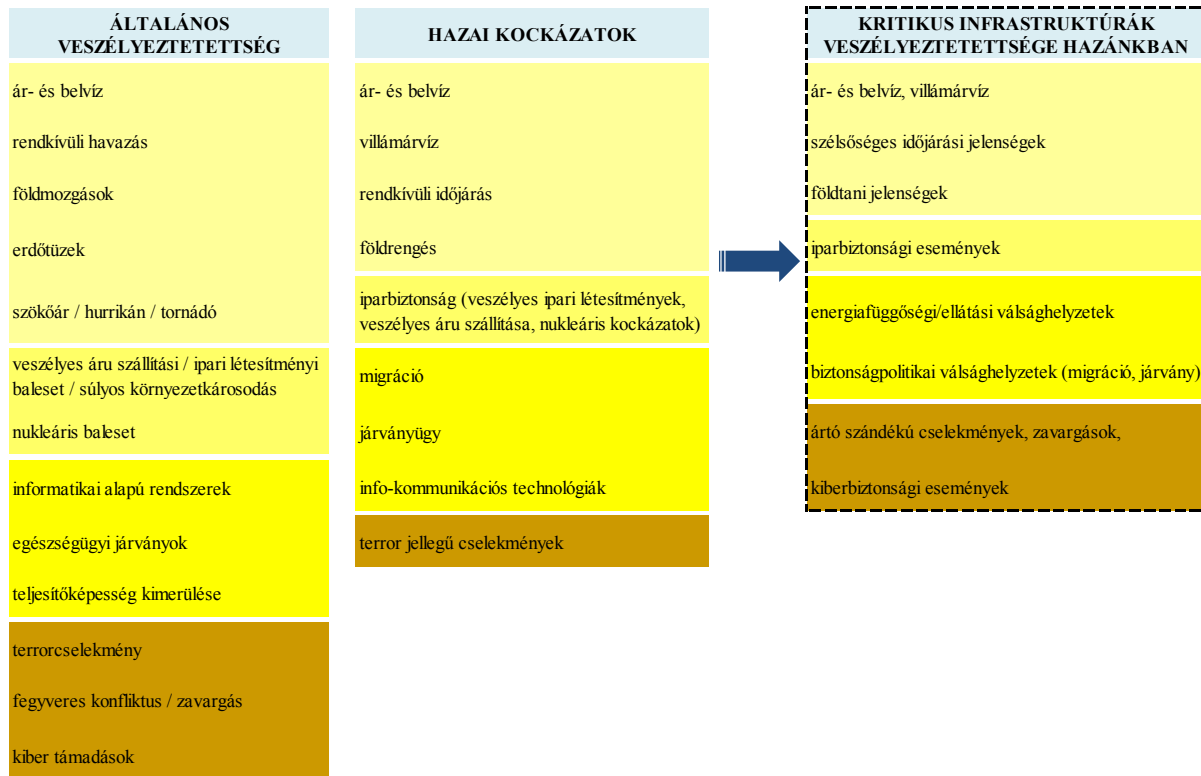 ÁLTALÁNOS
VESZÉLYEZTETETTSÉG
ár- és belvíz
rendkívüli havazás
földmozgások
erdőtüzek
szökőár / hurrikán / tornádó
veszélyes áru szállítási / ipari létesítményi
baleset / súlyos környezetkárosodás
nukleáris baleset
informatikai alapú rendszerek
egészségügyi járványok
teljesítőképesség kimerülése
terrorcselekmény
fegyveres konfliktus / zavargás
kiber támadások
HAZAI KOCKÁZATOK
ár- és belvíz
villámárvíz
rendkívüli időjárás
földrengés
iparbiztonság (veszélyes ipari létesítmények,
veszélyes áru szállítása, nukleáris kockázatok)
migráció
járványügy
info-kommunikációs technológiák
terror jellegű cselekmények
KRITIKUS INFRASTRUKTÚRÁK
VESZÉLYEZTETETTSÉGE HAZÁNKBAN
ár- és belvíz, villámárvíz
szélsőséges időjárási jelenségek
földtani jelenségek
iparbiztonsági események
energiafüggőségi/ellátási válsághelyzetek
biztonságpolitikai válsághelyzetek (migráció, járvány)
ártó szándékú cselekmények, zavargások,
kiberbiztonsági események